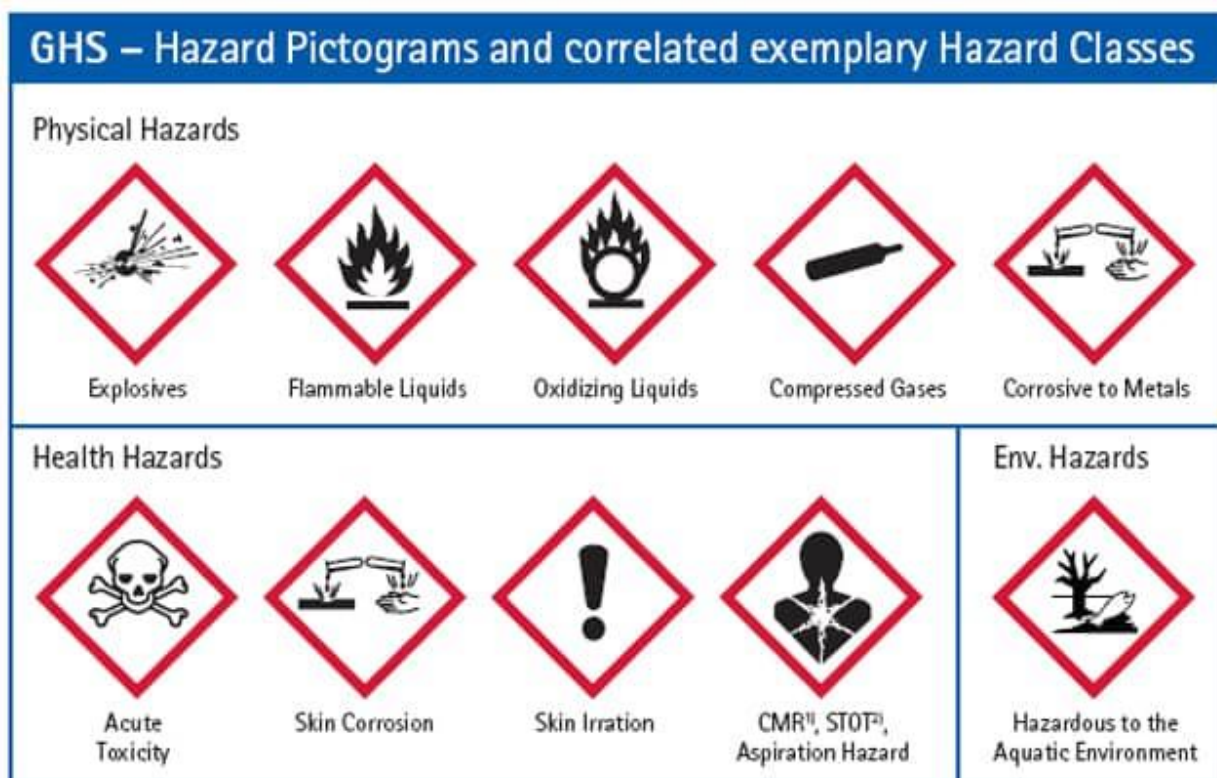 GHS – Hazard Pictograms and correlated exemplary Hazard Classes
Physical Hazards
Explosives
Flammable Liquids
Oxidizing Liquids
Compressed Gases
Corrosive to Metals
Health Hazards
Acute
Toxicity
Skin Corrosion
Skin Irration
CMR¹⁾, STOT²⁾,
Aspiration Hazard
Env. Hazards
Hazardous to the
Aquatic Environment